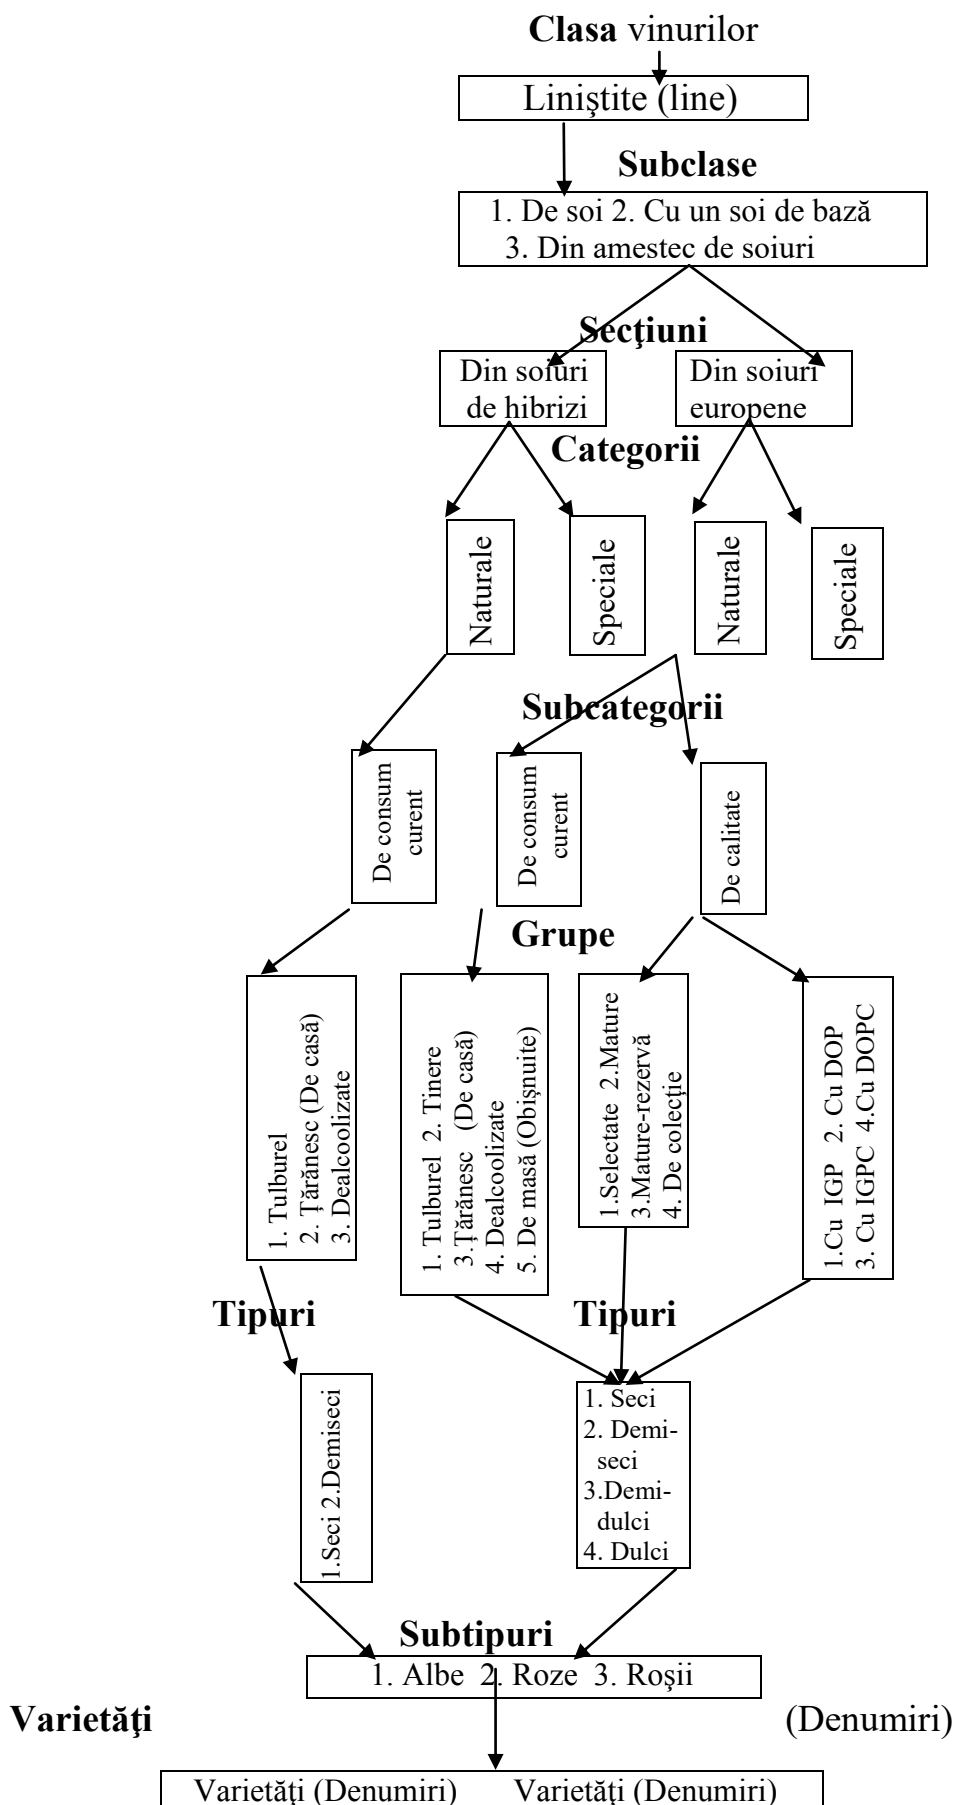 Clasa vinurilor
Liniştite (line)
Subclase
1. De soi 2. Cu un soi de bază
3. Din amestec de soiuri
Secţiuni
Din soiuri
de hibrizi
Din soiuri
europene
Categorii
Naturale
Speciale
Naturale
Speciale
Subcategorii
De consum
curent
De consum
curent
De calitate
Grupe
1. Tulburel
2. Ţărănesc (De casă)
3. Dealcoolizate
1. Tulburel 2. Tinere
3.Ţărănesc (De casă)
4. Dealcoolizate
5. De masă (Obişnuite)
1.Selectate 2.Mature
3.Mature-rezervă
4. De colecţie
1.Cu IGP 2. Cu DOP
3. Cu IGPC 4.Cu DOPC
Tipuri
Tipuri
1.Seci 2.Demiseci
1. Seci
2. Demi-
seci
3.Demi-
dulci
4. Dulci
Subtipuri
1. Albe 2. Roze 3. Roşii
Varietăţi (Denumiri)
Varietăţi (Denumiri) Varietăţi (Denumiri)